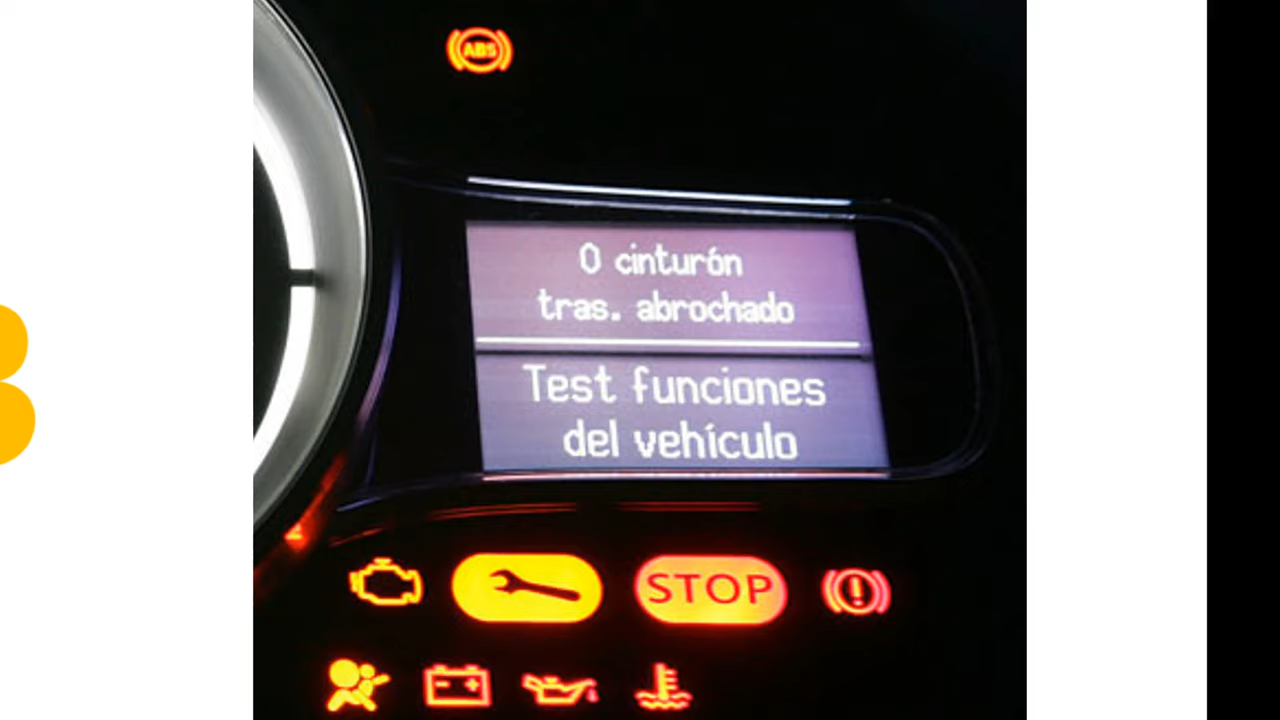 ABS
0 cinturón
tras. abrochado
Test funciones
del vehículo
STOP